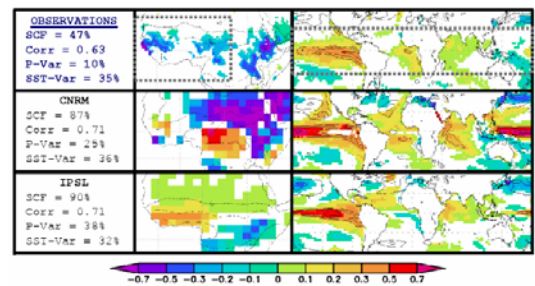 OBSERVATIONS
SCF = 47%
Corr = 0.63
P-Var = 10%
SST-Var = 35%
CNRM
SCF = 87%
Corr = 0.71
P-Var = 25%
SST-Var = 36%
IPSL
SCF = 90%
Corr = 0.71
P-Var = 38%
SST-Var = 32%
-0.7 -0.5 -0.3 -0.2 -0.1 0 0.1 0.2 0.3 0.5 0.7